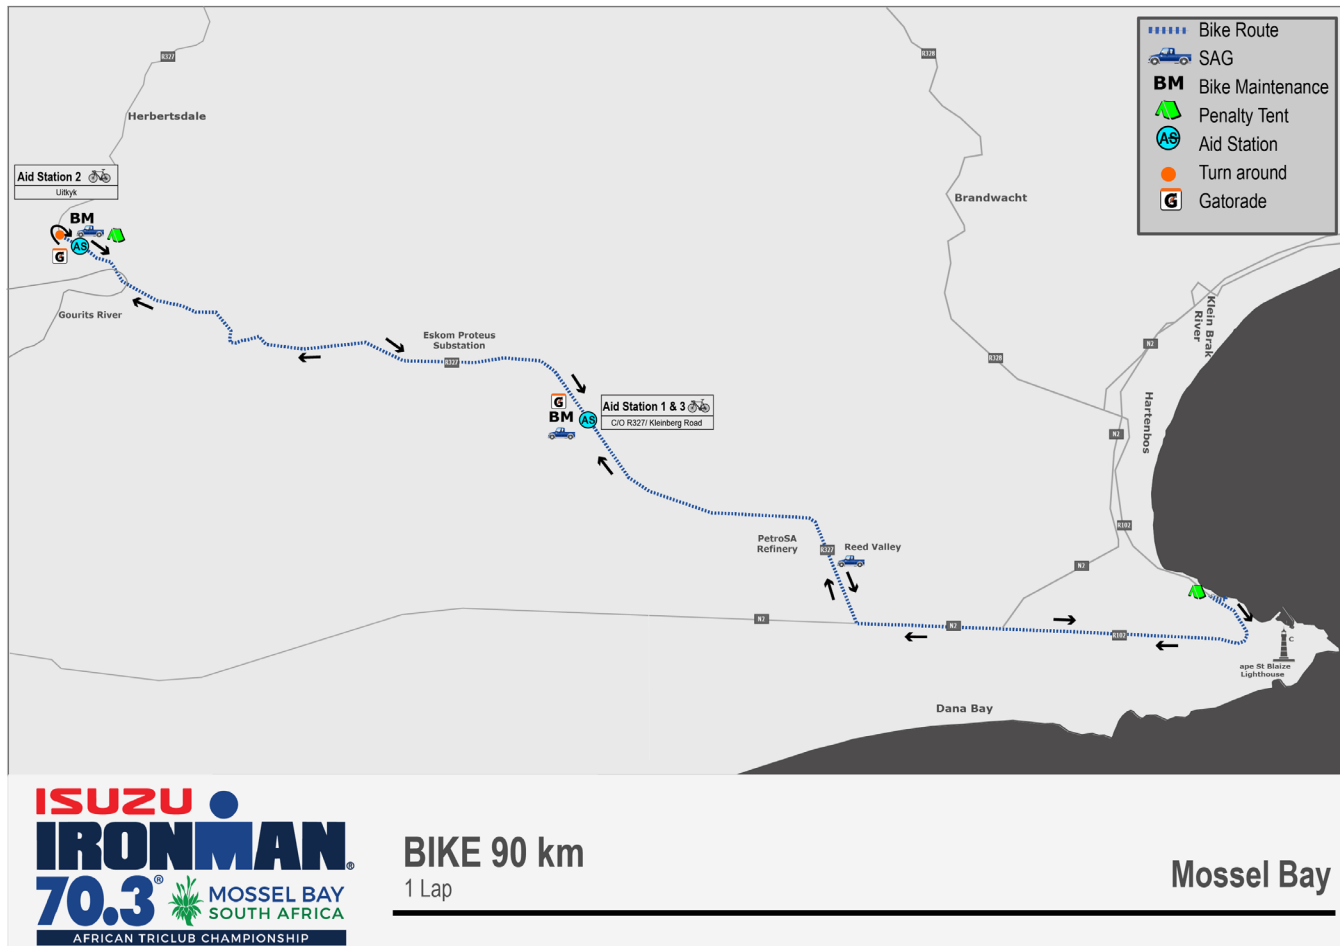 R327
R328
Bike Route
SAG
BM Bike Maintenance
Penalty Tent
AS Aid Station
Turn around
G Gatorade
Herbertsdale
Aid Station 2
Uitkyk
Brandwacht
BM
AS
G
Gourits River
Klein Brak
River
Eskom Proteus
Substation
R327
N2
R328
Hartenbos
G
BM
AS
Aid Station 1 & 3
C/O R327/ Kleinberg Road
N2
R102
PetroSA
Refinery
R327
Reed Valley
N2
N2
N2
R102
C
ape St Blaize
Lighthouse
Dana Bay
ISUZU
IRONMAN®
70.3®
MOSSEL BAY
SOUTH AFRICA
AFRICAN TRICLUB CHAMPIONSHIP
BIKE 90 km
1 Lap
Mossel Bay